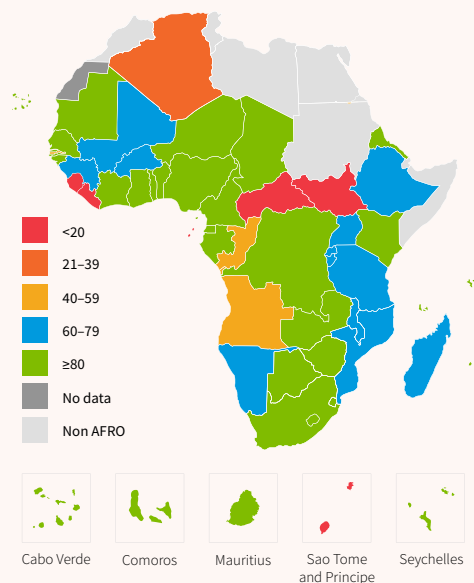 <20
21–39
40–59
60–79
≥80
No data
Non AFRO
Cabo Verde
Comoros
Mauritius
Sao Tome
and Principe
Seychelles